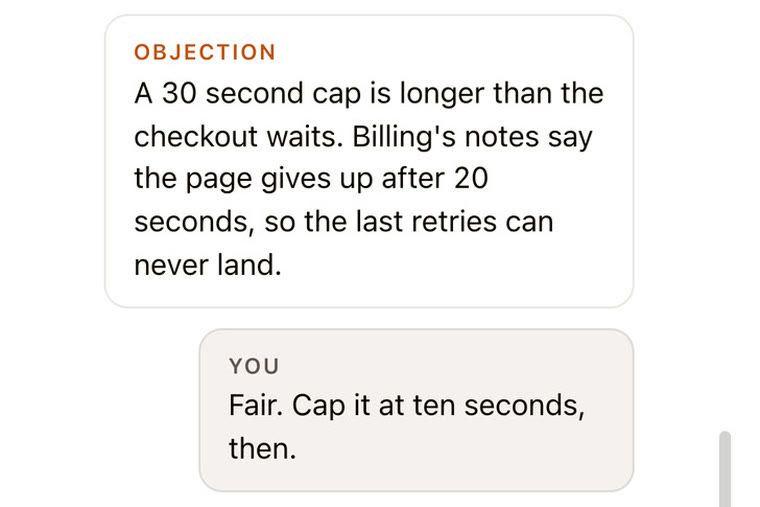 OBJECTION
A 30 second cap is longer than the
checkout waits. Billing's notes say
the page gives up after 20
seconds, so the last retries can
never land.
YOU
Fair. Cap it at ten seconds,
then.